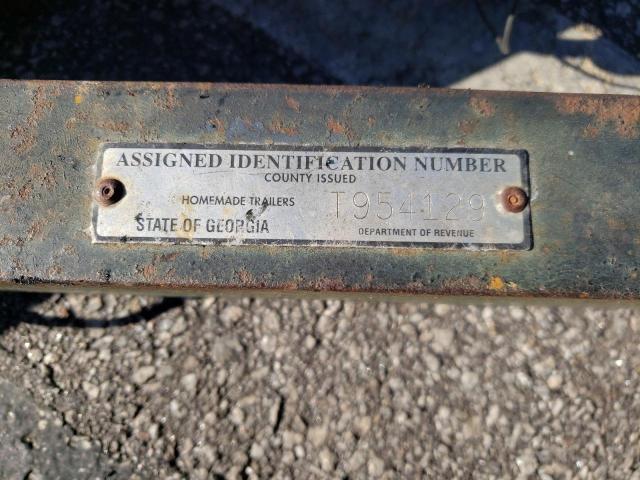 ASSIGNED IDENTIFICATION NUMBER
COUNTY ISSUED
HOMEMADE TRAILERS T954129
STATE OF GEORGIA DEPARTMENT OF REVENUE